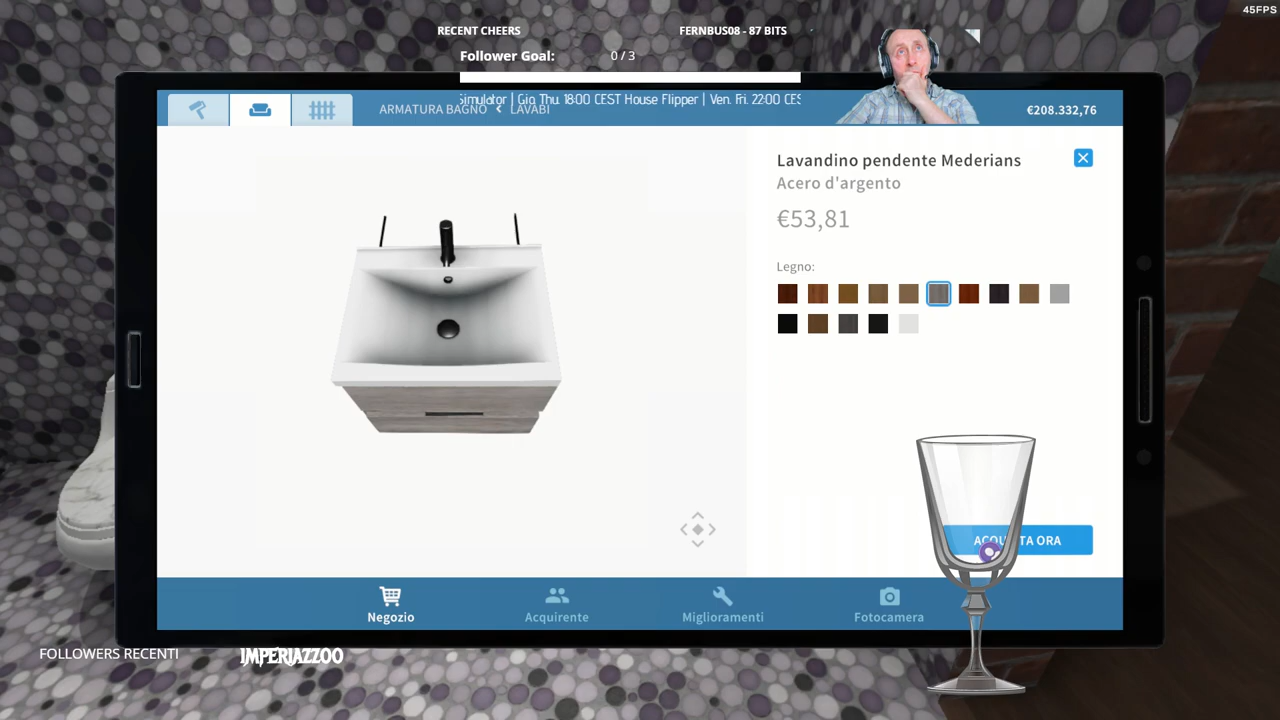 45FPS
RECENT CHEERS
FERNBUS08 - 87 BITS
Follower Goal:
0 / 3
Simulator | Gio. Thu. 18:00 CEST House Flipper | Ven. Fri. 22:00 CES
ARMATURA BAGNO < LAVABI
€208.332,76
Lavandino pendente Mederians
Acero d'argento
€53,81
Legno:
ACQUISTA ORA
Negozio
Acquirente
Miglioramenti
Fotocamera
FOLLOWERS RECENTI
IMPERJAZZOO